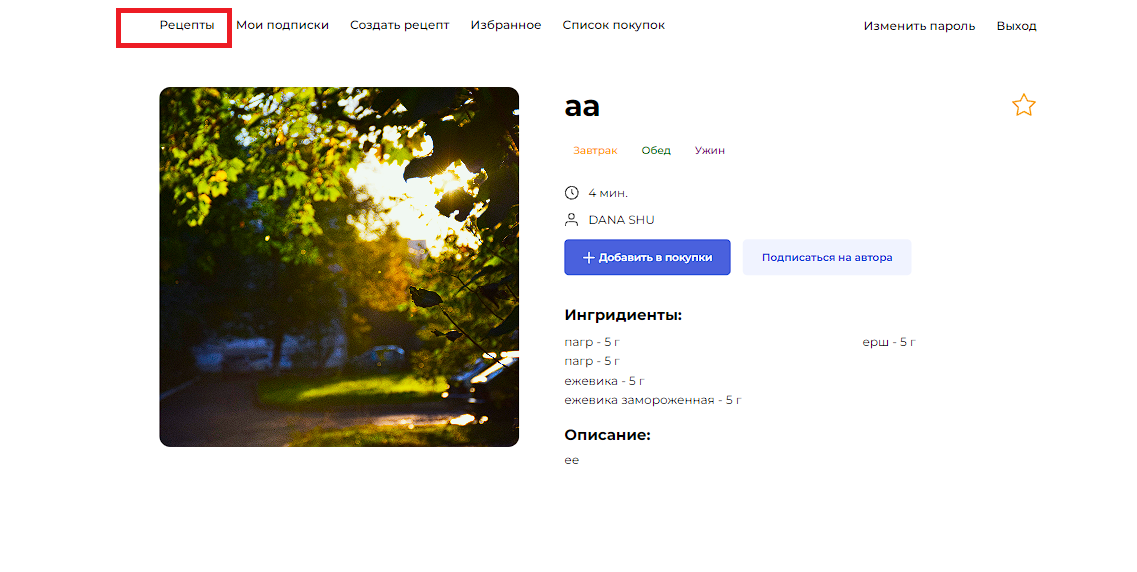 Рецепты Мои подписки Создать рецепт Избранное Список покупок Изменить пароль Выход
aa
Завтрак Обед Ужин
4 мин.
DANA SHU
Добавить в покупки Подписаться на автора
Ингридиенты:
пагр - 5 г ерш - 5 г
пагр - 5 г
ежевика - 5 г
ежевика замороженная - 5 г
Описание:
ее